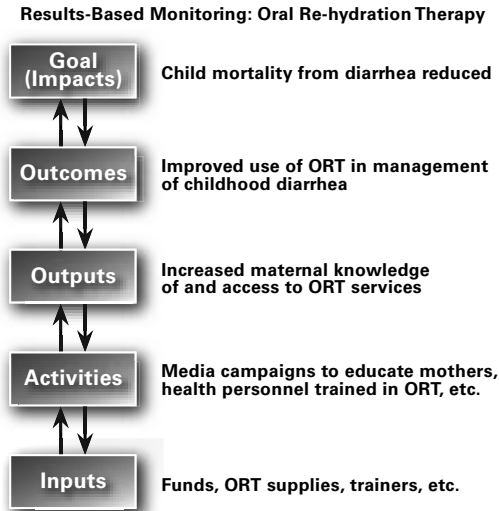 Results-Based Monitoring: Oral Re-hydration Therapy
Goal
(Impacts)
Child mortality from diarrhea reduced
Outcomes
Improved use of ORT in management
of childhood diarrhea
Outputs
Increased maternal knowledge
of and access to ORT services
Activities
Media campaigns to educate mothers,
health personnel trained in ORT, etc.
Inputs
Funds, ORT supplies, trainers, etc.